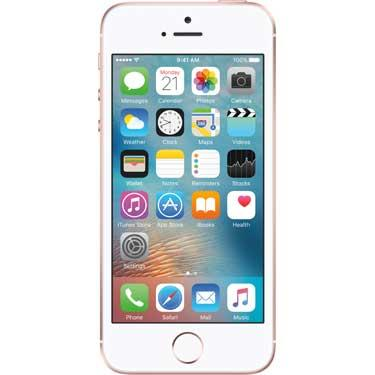 9:41 AM 100%
Monday
21
Messages Calendar Photos Camera
280
Weather Clock Maps Videos
Wallet Notes Reminders Stocks
iTunes Store App Store iBooks Health
Settings
Phone Safari Mail Music